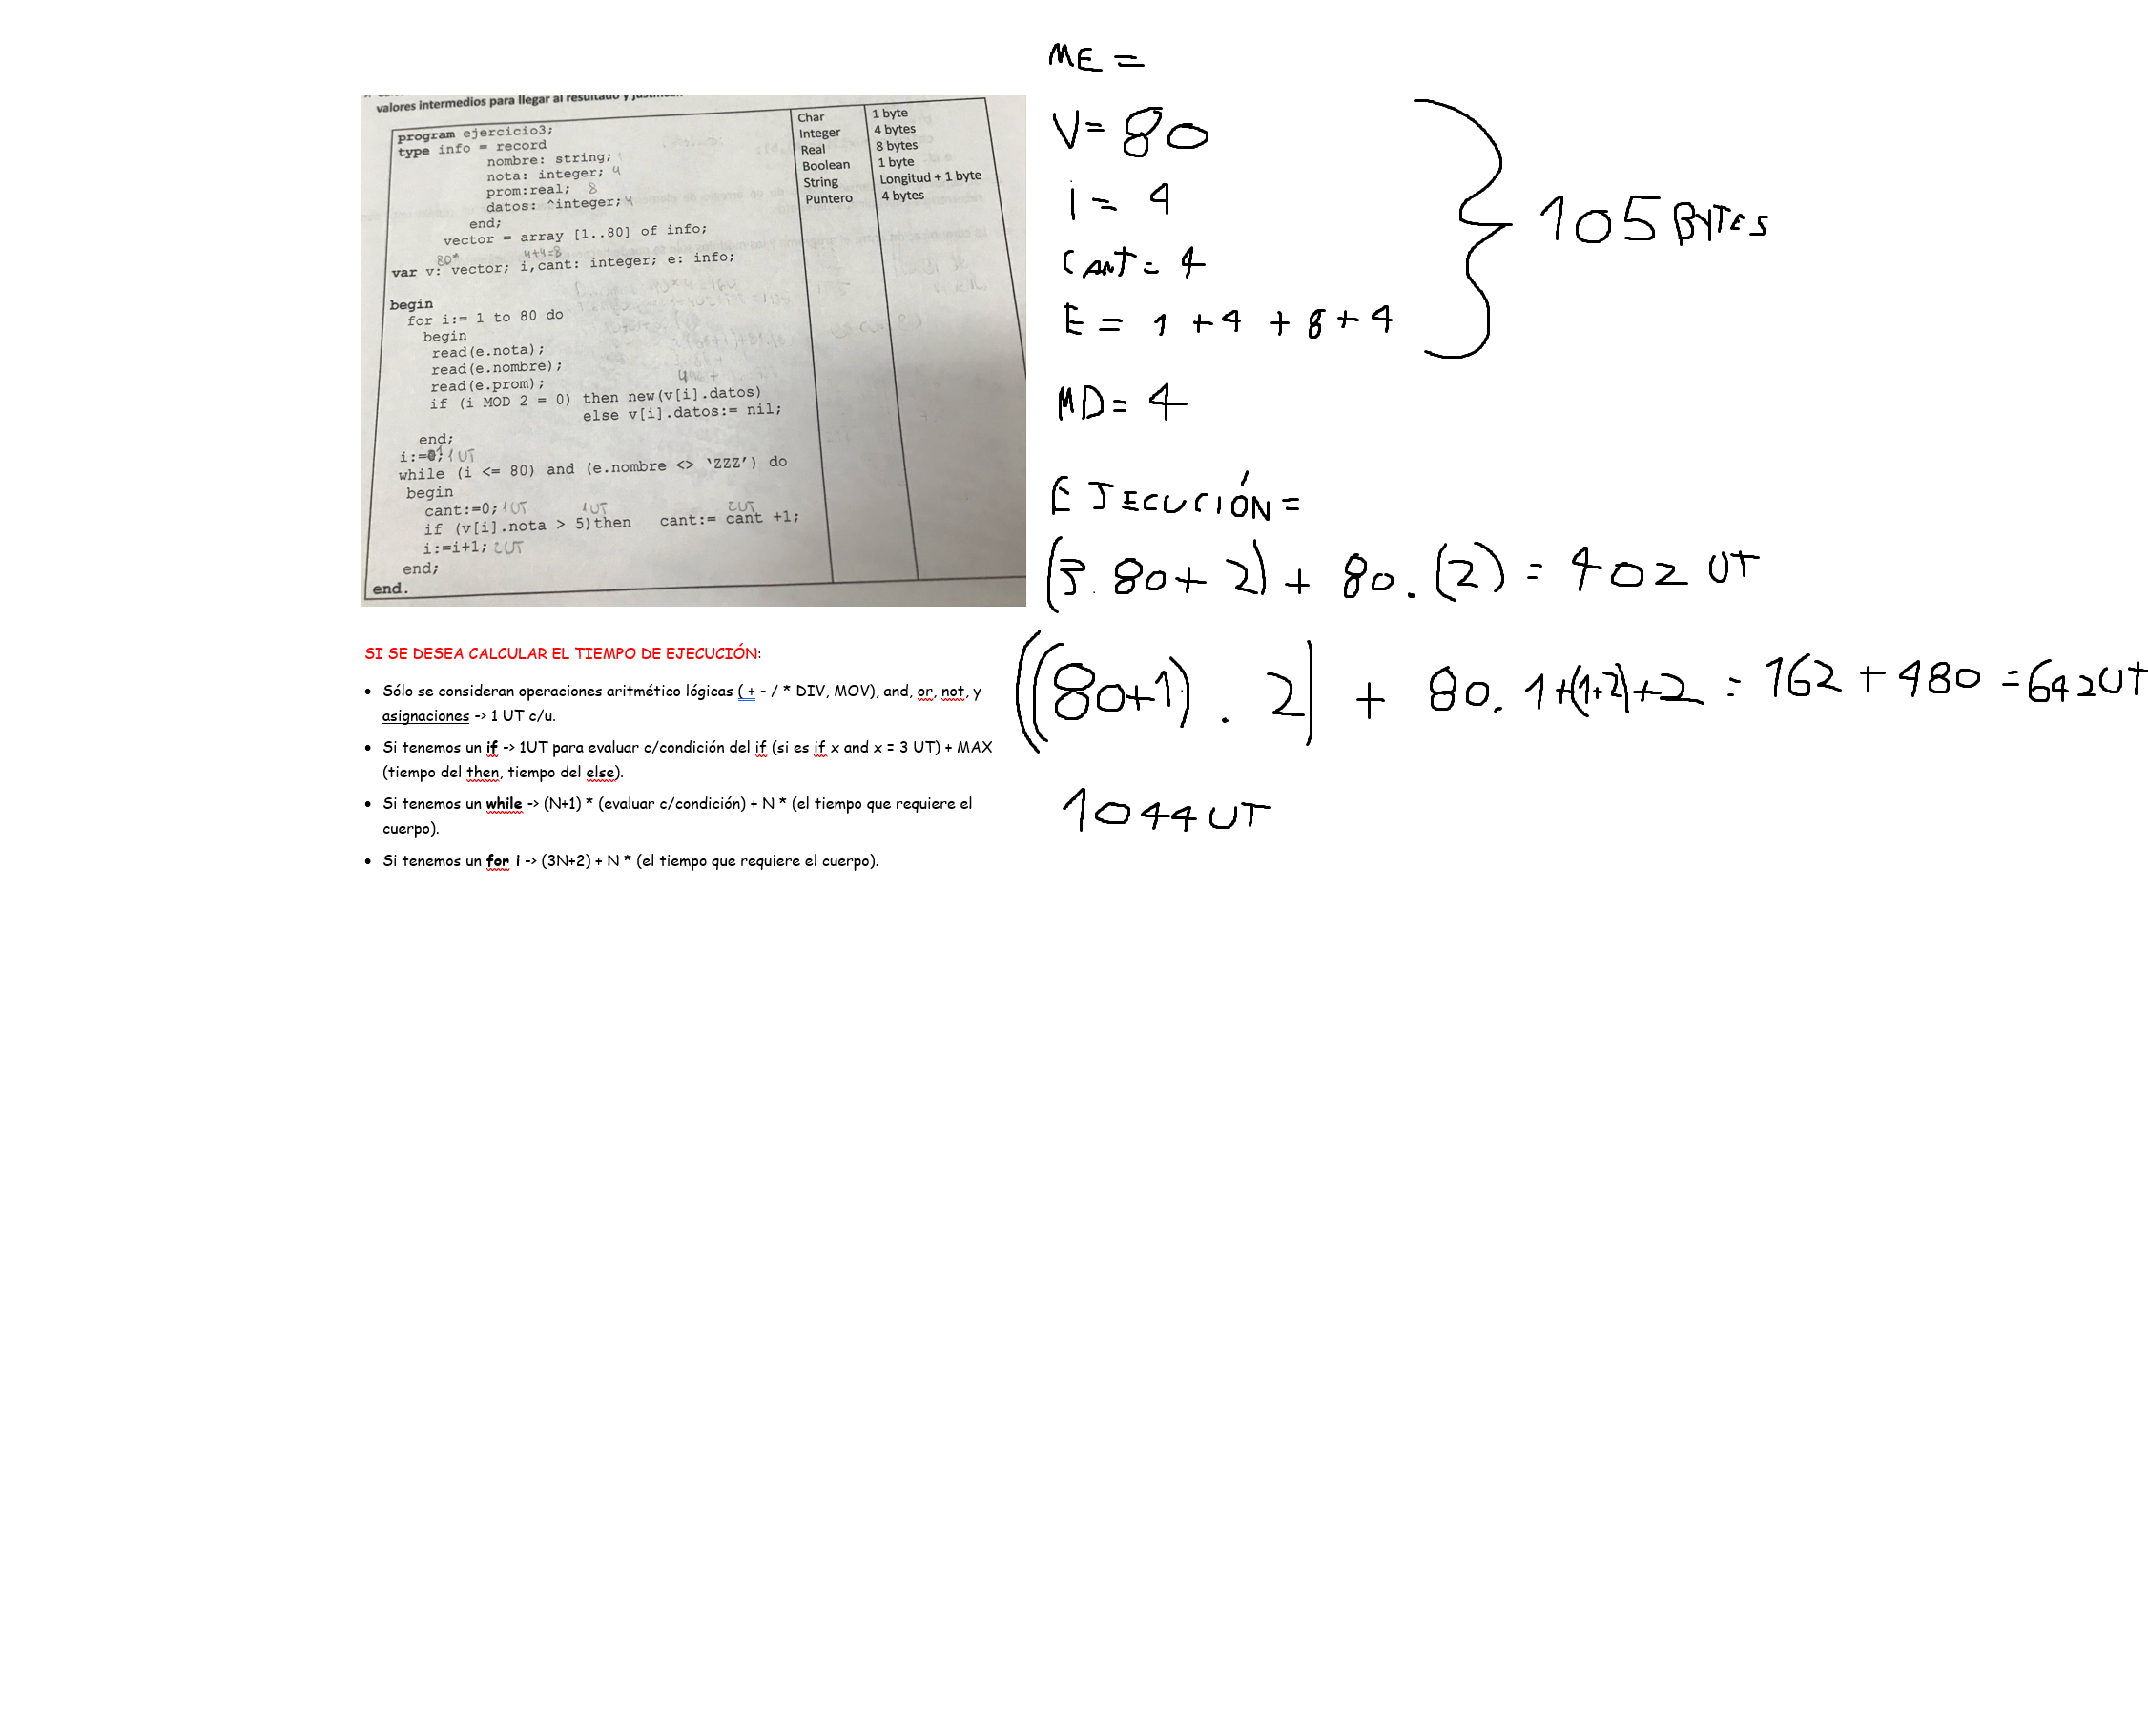 valores intermedios para llegar al resultado y
program ejercicio3;
type info = record
nombre: string;
nota: integer; 4
prom:real; 8
datos: ^integer; 4
end;
vector = array [1..80] of info;
80* 4+4=8
var v: vector; i,cant: integer; e: info;
begin
for i:= 1 to 80 do
begin
read(e.nota);
read(e.nombre);
read(e.prom);
if (i MOD 2 = 0) then new(v[i].datos)
else v[i].datos:= nil;
end;
i:= 1 UT
while (i <= 80) and (e.nombre <> 'ZZZ') do
begin
cant:=0; 1UT 1UT 2UT
if (v[i].nota > 5)then cant:= cant +1;
i:=i+1; 2UT
end;
end.
Char 1 byte
Integer 4 bytes
Real 8 bytes
Boolean 1 byte
String Longitud + 1 byte
Puntero 4 bytes
ME =
V= 80
i = 4
CANT = 4
E = 1 + 4 + 8 + 4
105 BYTES
MD = 4
EJECUCIÓN =
(3.80+2) + 80.(2) = 402 UT
((80+1).2) + 80. 1+(1+2)+2 = 162 + 480 = 642UT
1044 UT
SI SE DESEA CALCULAR EL TIEMPO DE EJECUCIÓN:
• Sólo se consideran operaciones aritmético lógicas ( + - / * DIV, MOV), and, or, not, y
asignaciones -> 1 UT c/u.
• Si tenemos un if -> 1UT para evaluar c/condición del if (si es if x and x = 3 UT) + MAX
(tiempo del then, tiempo del else).
• Si tenemos un while -> (N+1) * (evaluar c/condición) + N * (el tiempo que requiere el
cuerpo).
• Si tenemos un for i -> (3N+2) + N * (el tiempo que requiere el cuerpo).